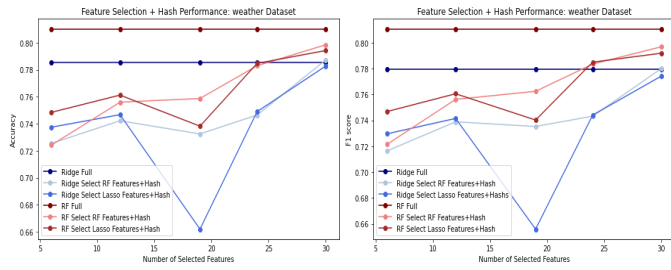 Feature Selection + Hash Performance: weather Dataset
Accuracy
0.80
0.78
0.76
0.74
0.72
0.70
0.68
0.66
Ridge Full
Ridge Select RF Features+Hash
Ridge Select Lasso Features+Hash
RF Full
RF Select RF Features+Hash
RF Select Lasso Features+Hash
5
10
15
20
25
30
Number of Selected Features
Feature Selection + Hash Performance: weather Dataset
F1 score
0.80
0.78
0.76
0.74
0.72
0.70
0.68
0.66
Ridge Full
Ridge Select RF Features+Hash
Ridge Select Lasso Features+Hashs
RF Full
RF Select RF Features+Hash
RF Select Lasso Features+Hash
10
15
20
25
30
Number of Selected Features